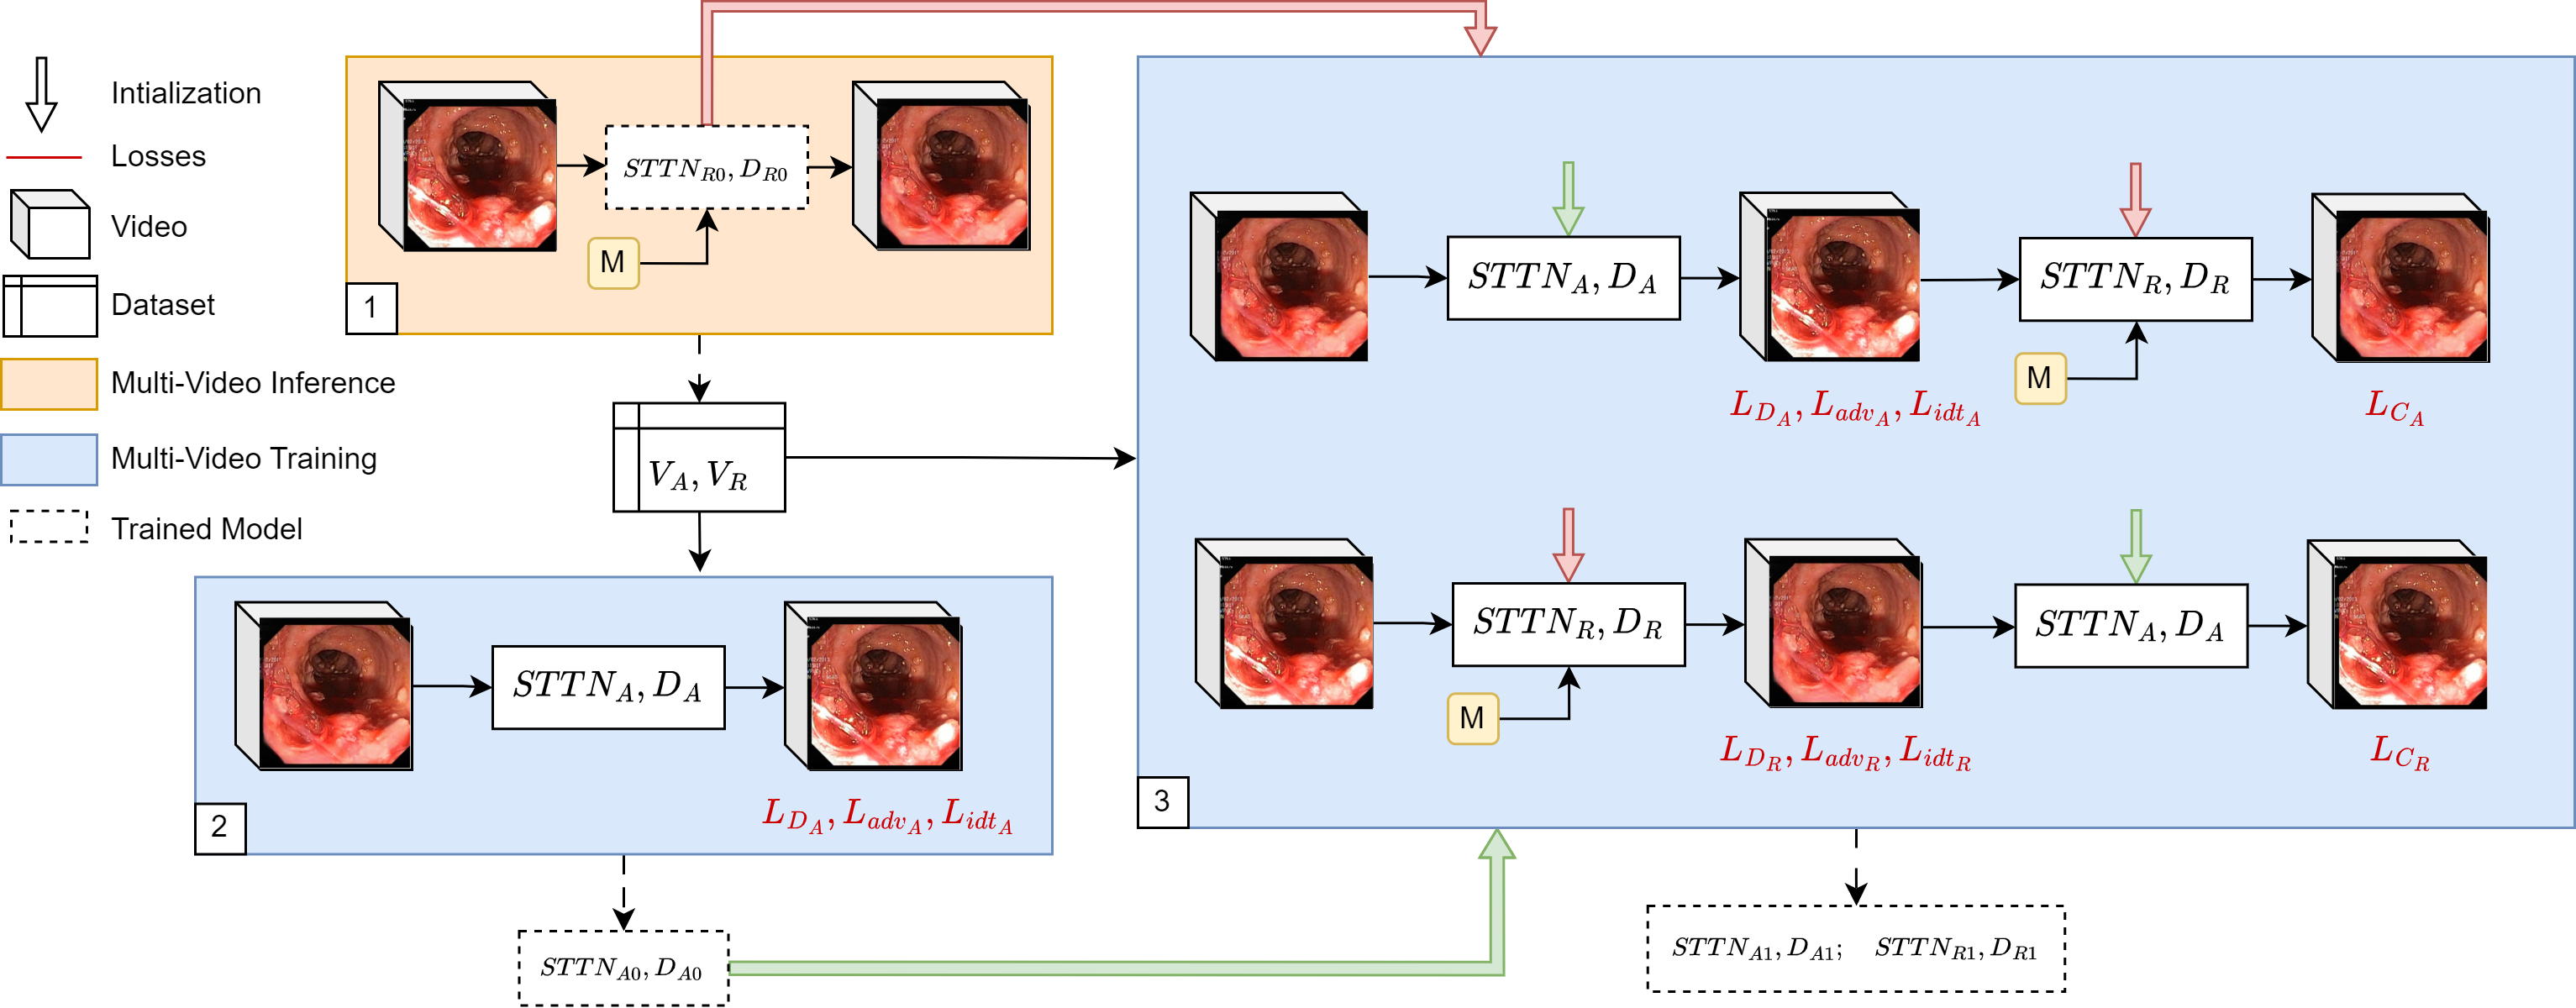 Intialization
Losses
Video
Dataset
Multi-Video Inference
Multi-Video Training
Trained Model
STTN_{R0}, D_{R0}
M
1
V_A, V_R
STTN_A, D_A
L_{D_A}, L_{adv_A}, L_{idt_A}
2
STTN_{A0}, D_{A0}
STTN_A, D_A
STTN_R, D_R
M
L_{D_A}, L_{adv_A}, L_{idt_A}
L_{C_A}
STTN_R, D_R
STTN_A, D_A
M
L_{D_R}, L_{adv_R}, L_{idt_R}
L_{C_R}
3
STTN_{A1}, D_{A1}; STTN_{R1}, D_{R1}